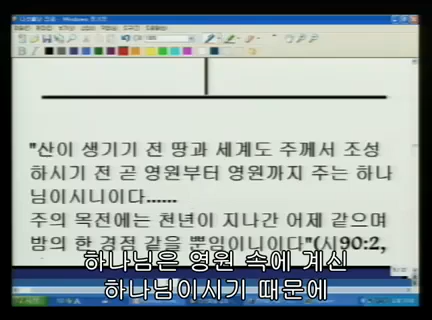 "산이 생기기 전 땅과 세계도 주께서 조성
하시기 전 곧 영원부터 영원까지 주는 하나
님이시니이다......
주의 목전에는 천년이 지나간 어제 같으며
밤의 한 경점 같을 뿐임이니이다"(시90:2,
하나님은 영원 속에 계신
하나님이시기 때문에